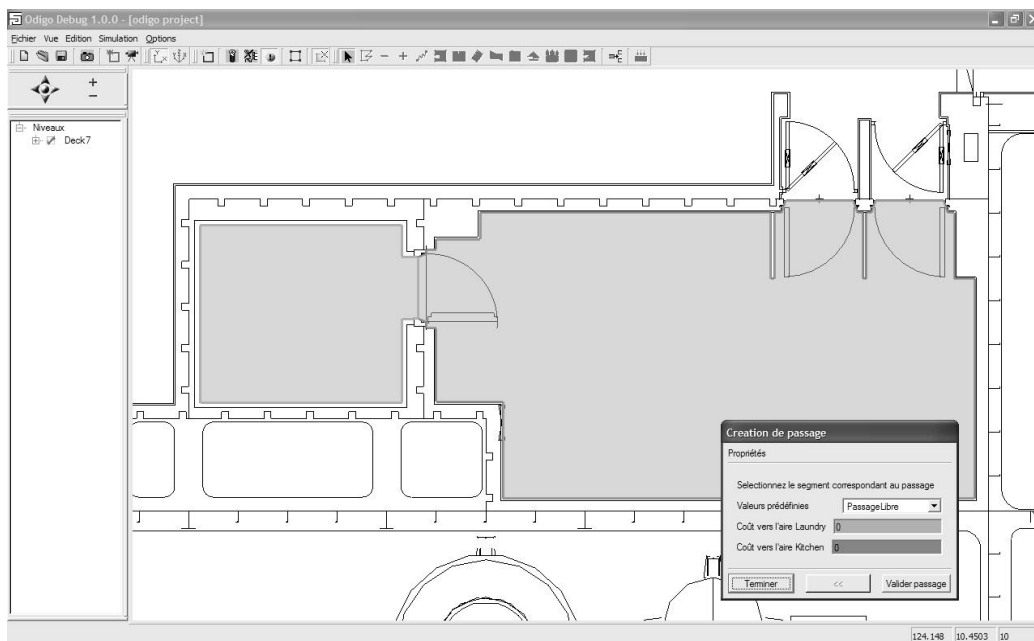 Odigo Debug 1.0.0 - [odigo project]
Fichier Vue Edition Simulation Options
Niveaux
Deck7
Creation de passage
Propriétés
Selectionnez le segment correspondant au passage
Valeurs prédéfinies PassageLibre
Coût vers l'aire Laundry 0
Coût vers l'aire Kitchen 0
Terminer << Valider passage
124.148 10.4503 10